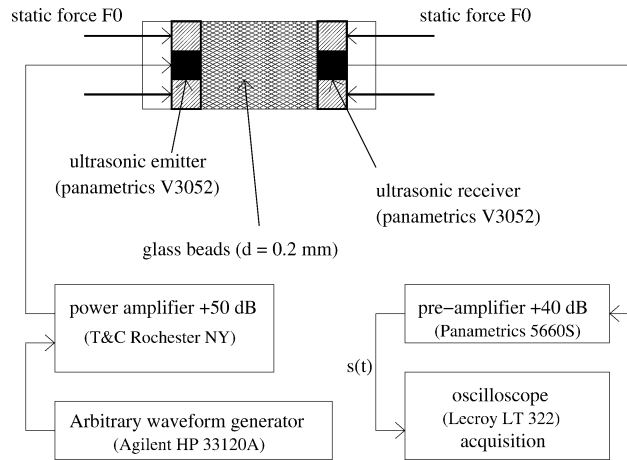 static force F0
static force F0
ultrasonic emitter
(panametrics V3052)
ultrasonic receiver
(panametrics V3052)
glass beads (d = 0.2 mm)
power amplifier +50 dB
(T&C Rochester NY)
pre−amplifier +40 dB
(Panametrics 5660S)
s(t)
Arbitrary waveform generator
(Agilent HP 33120A)
oscilloscope
(Lecroy LT 322)
acquisition